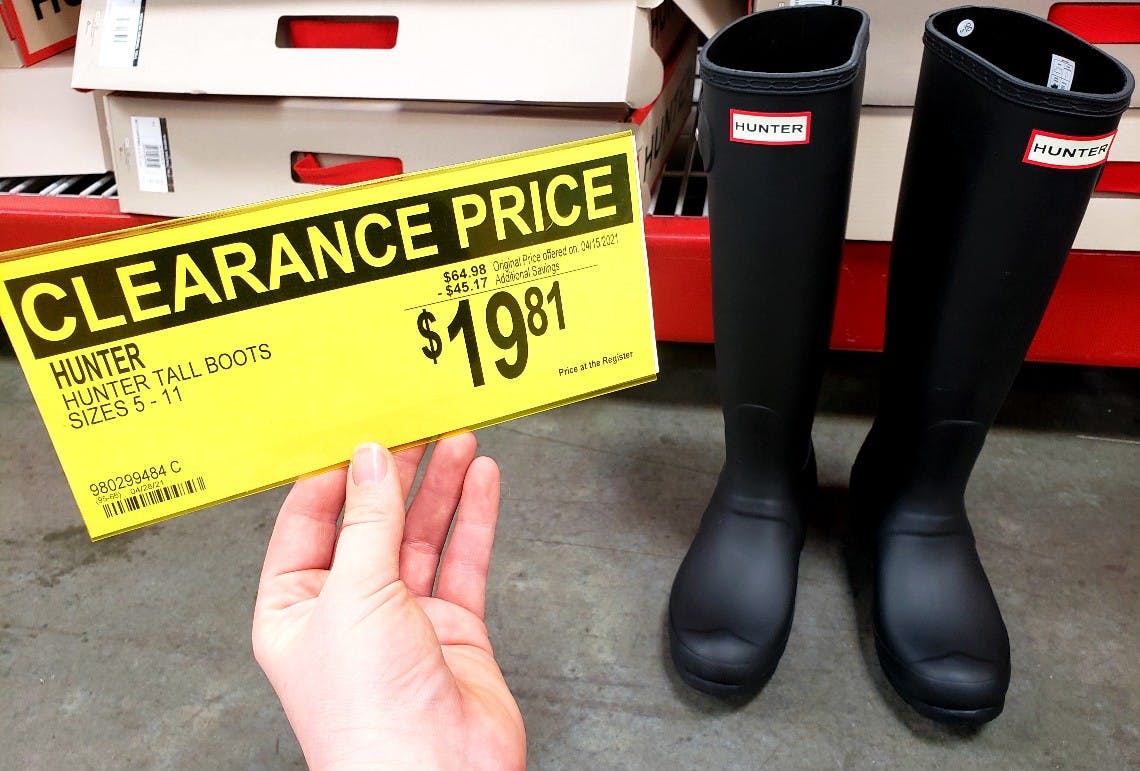 CLEARANCE PRICE
$64.98 Original Price offered on: 04/15/2021
- $45.17 Additional Savings
$19.81
Price at the Register
HUNTER
HUNTER TALL BOOTS
SIZES 5 - 11
980299484 C
04/28/21
HUNTER
HUNTER
HUNTER